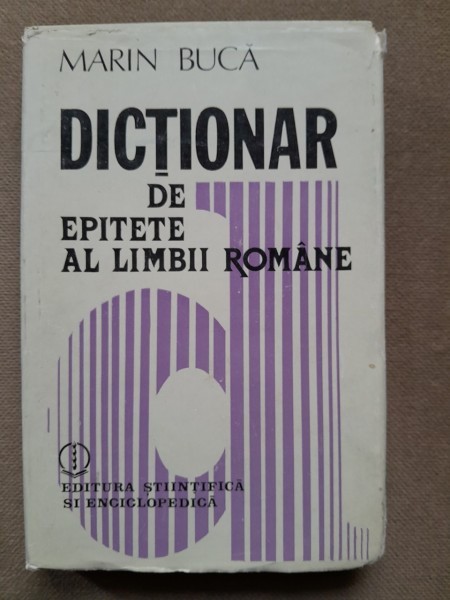 MARIN BUCĂ
DICȚIONAR
DE
EPITETE
AL LIMBII ROMÂNE
EDITURA ȘTIINȚIFICĂ
ȘI ENCICLOPEDICĂ